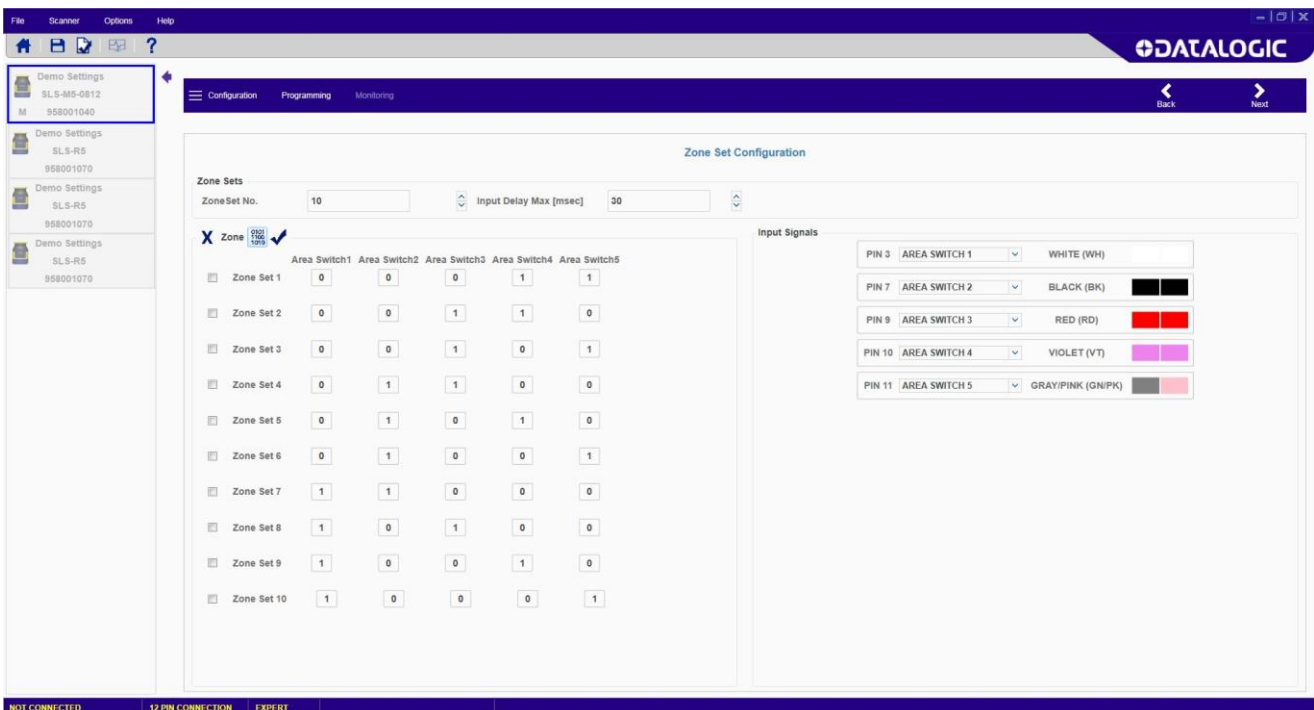 File Scanner Options Help
DATALOGIC
Demo Settings
SLS-M5-0812
M 958001040
Demo Settings
SLS-R5
958001070
Demo Settings
SLS-R5
958001070
Demo Settings
SLS-R5
958001070
Configuration Programming Monitoring Back Next
Zone Set Configuration
Zone Sets
ZoneSet No. 10 Input Delay Max [msec] 30
X Zone 0101 1100 1010
Area Switch1 Area Switch2 Area Switch3 Area Switch4 Area Switch5
Zone Set 1 0 0 0 1 1
Zone Set 2 0 0 1 1 0
Zone Set 3 0 0 1 0 1
Zone Set 4 0 1 1 0 0
Zone Set 5 0 1 0 1 0
Zone Set 6 0 1 0 0 1
Zone Set 7 1 1 0 0 0
Zone Set 8 1 0 1 0 0
Zone Set 9 1 0 0 1 0
Zone Set 10 1 0 0 0 1
Input Signals
PIN 3 AREA SWITCH 1 WHITE (WH)
PIN 7 AREA SWITCH 2 BLACK (BK)
PIN 9 AREA SWITCH 3 RED (RD)
PIN 10 AREA SWITCH 4 VIOLET (VT)
PIN 11 AREA SWITCH 5 GRAY/PINK (GN/PK)
NOT CONNECTED 12 PIN CONNECTION EXPERT